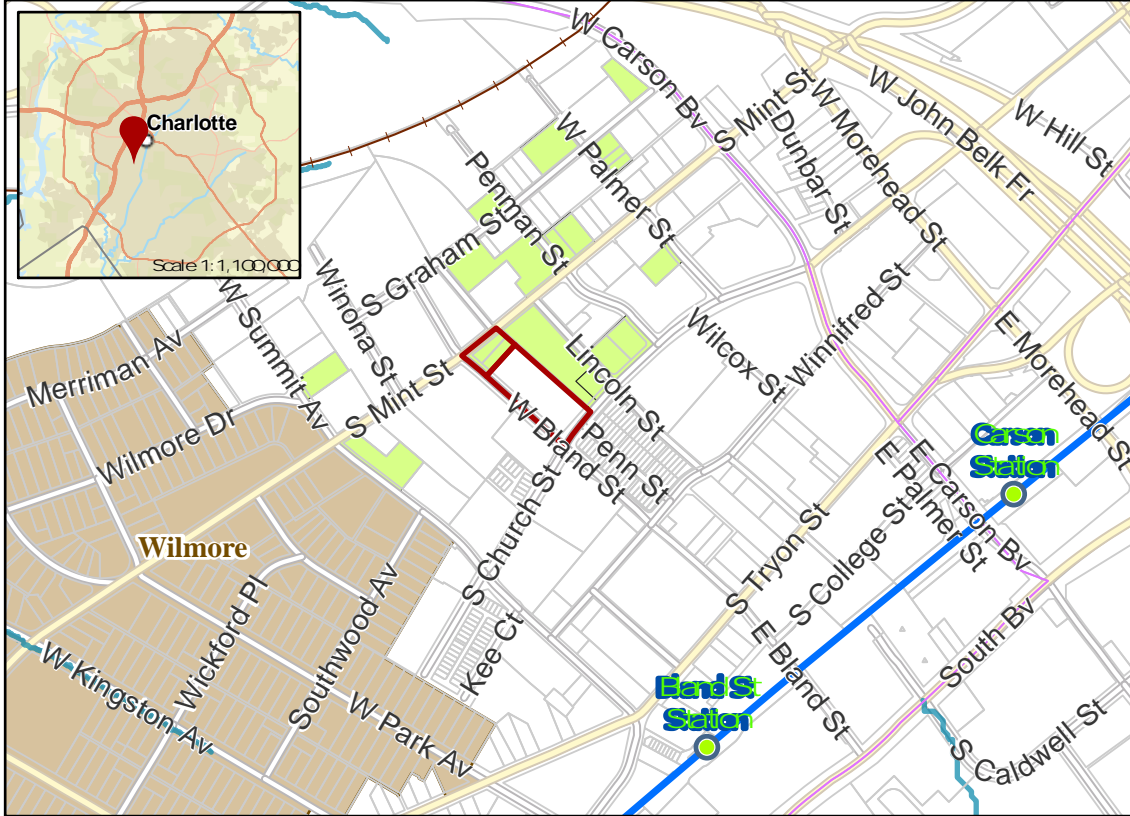 Charlotte
Scale 1: 1,100,000
W Carson Bv
S Mint St
W Morehead St
W John Belk Fr
W Hill St
Dunbar St
W Palmer St
Penman St
S Graham St
Winona St
W Summit Av
Merriman Av
Wilmore Dr
S Mint St
Lincoln St
Wilcox St
Winnifred St
E Morehead St
W Bland St
Penn St
S Church St
Kee Ct
Wilmore
Wickford Pl
Southwood Av
W Kingston Av
W Park Av
S Tryon St
S College St
E Palmer St
E Carson Bv
Carson
Station
E Bland St
Bland St
Station
South Bv
S Caldwell St